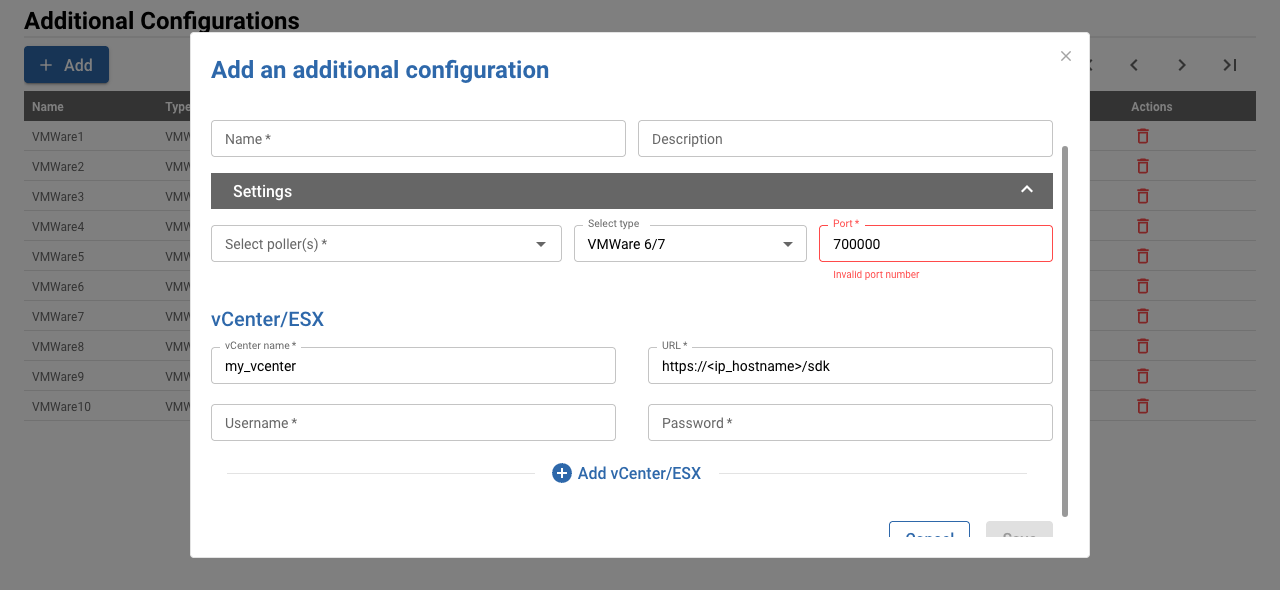 Additional Configurations
Add
Name Type Actions
Add an additional configuration
Name *
Description
Settings
Select poller(s) *
Select type
VMWare 6/7
Port *
700000
Invalid port number
vCenter/ESX
vCenter name *
my_vcenter
URL *
https://<ip_hostname>/sdk
Username *
Password *
Add vCenter/ESX
Cancel
Save
VMWare1 VMW
VMWare2 VMW
VMWare3 VMW
VMWare4 VMW
VMWare5 VMW
VMWare6 VMW
VMWare7 VMW
VMWare8 VMW
VMWare9 VMW
VMWare10 VMW